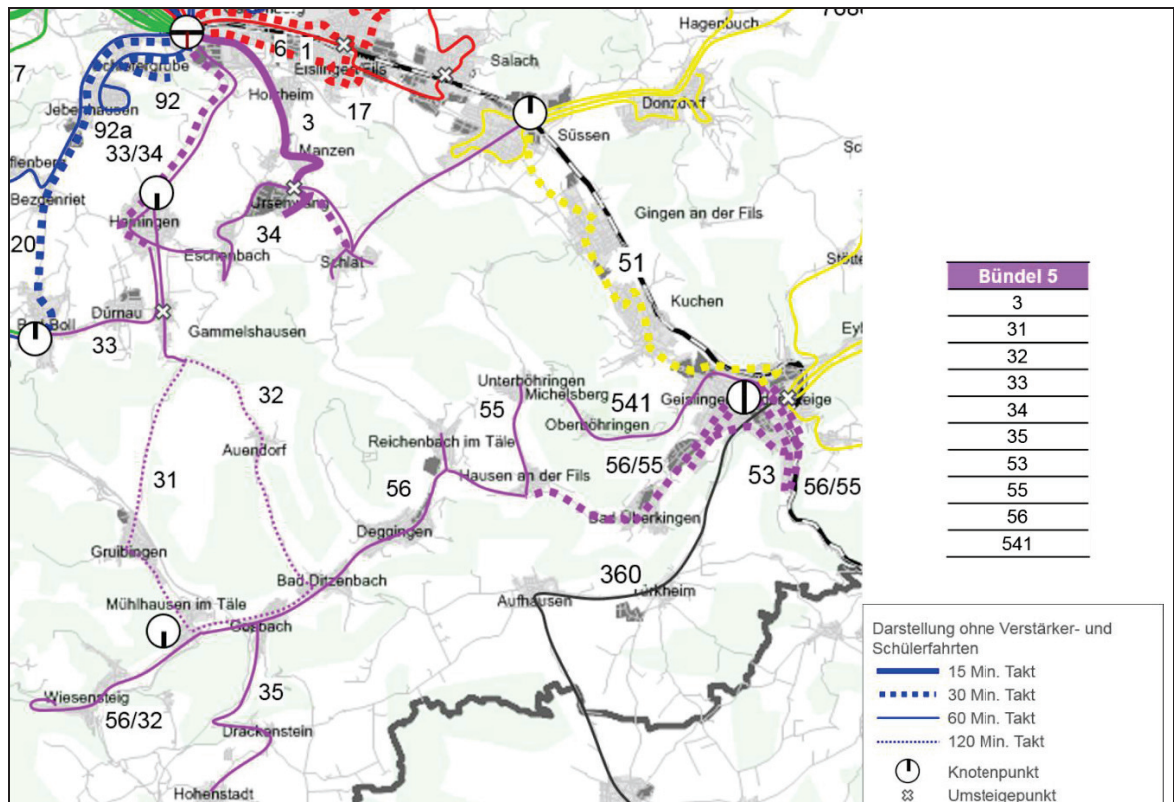 7
6
1
Eislingen/Fils
Salach
Hagenbuch
Donzdorf
Holzheim
17
92
Jebenhausen
92a
3
Manzen
Süssen
33/34
Bezgenriet
Ursenwang
Gingen an der Fils
20
Heiningen
34
Eschenbach
Schlat
51
Bad Boll
Dürnau
Gammelshausen
33
Kuchen
32
Unterböhringen
Michelsberg
541
55
Oberböhringen
Auendorf
Reichenbach im Täle
Hausen an der Fils
56/55
53
56/55
31
56
Deggingen
Bad Überkingen
Gruibingen
Bad Ditzenbach
360
Mühlhausen im Täle
Aufhausen
Türkheim
Gosbach
Wiesensteig
35
56/32
Drackenstein
Hohenstadt
Bündel 5
3
31
32
33
34
35
53
55
56
541
Darstellung ohne Verstärker- und
Schülerfahrten
15 Min. Takt
30 Min. Takt
60 Min. Takt
120 Min. Takt
Knotenpunkt
Umsteigepunkt